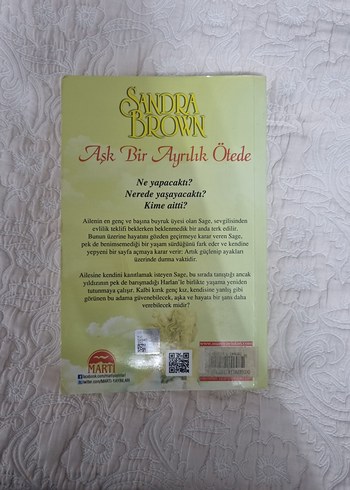 SANDRA
BROWN
Aşk Bir Ayrılık Ötede
Ne yapacaktı?
Nerede yaşayacaktı?
Kime aitti?
Ailenin en genç ve başına buyruk üyesi olan Sage, sevgilisinden
evlilik teklifi beklerken beklenmedik bir anda terk edilir.
Bunun üzerine hayatını gözden geçirmeye karar veren Sage,
pek de benimsemediği bir yaşam sürdüğünü fark eder ve kendine
yepyeni bir sayfa açmaya karar verir: Artık güçlenip ayakları
üzerinde durma vaktidir.
Ailesine kendini kanıtlamak isteyen Sage, bu sırada tanıştığı ancak
yıldızının pek de barışmadığı Harlan'le birlikte yaşama yeniden
tutunmaya çalışır. Kalbi kırık genç kız, kendisine yanlış gibi
görünen bu adama güvenebilecek, aşka ve hayata bir şans daha
verebilecek midir?
MARTI